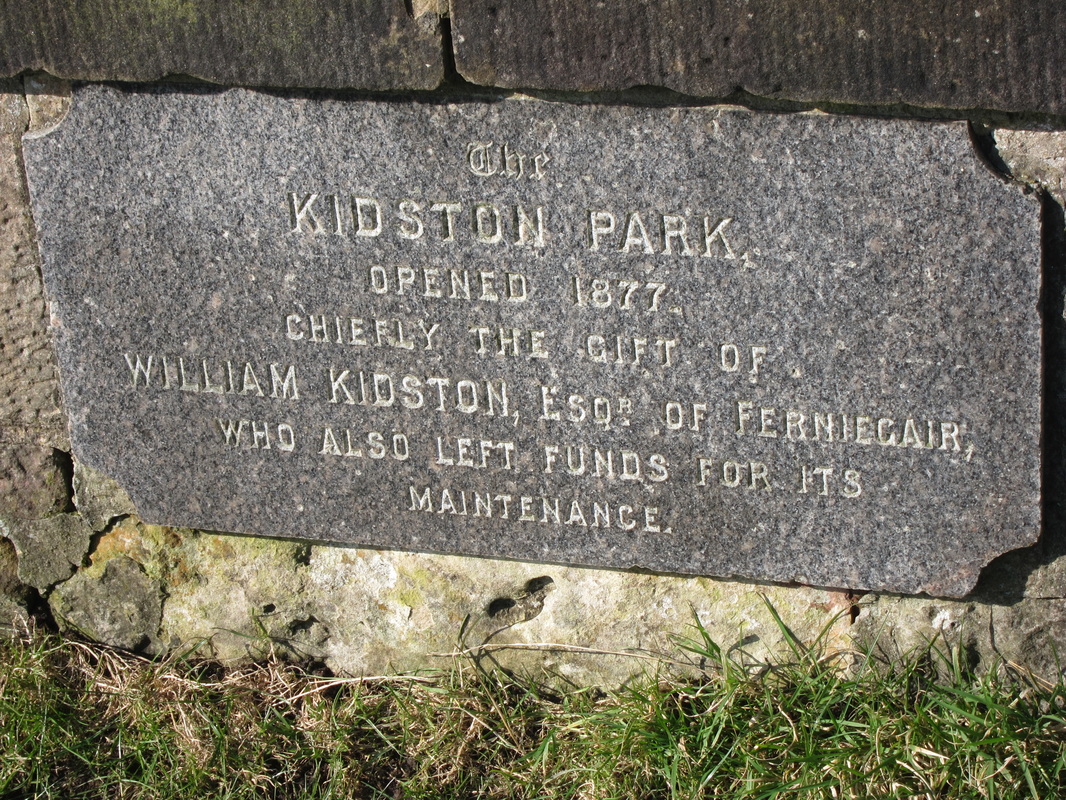 The
KIDSTON PARK,
OPENED 1877.
CHIEFLY THE GIFT OF
WILLIAM KIDSTON, ESQR. OF FERNIEGAIR,
WHO ALSO LEFT FUNDS FOR ITS
MAINTENANCE.